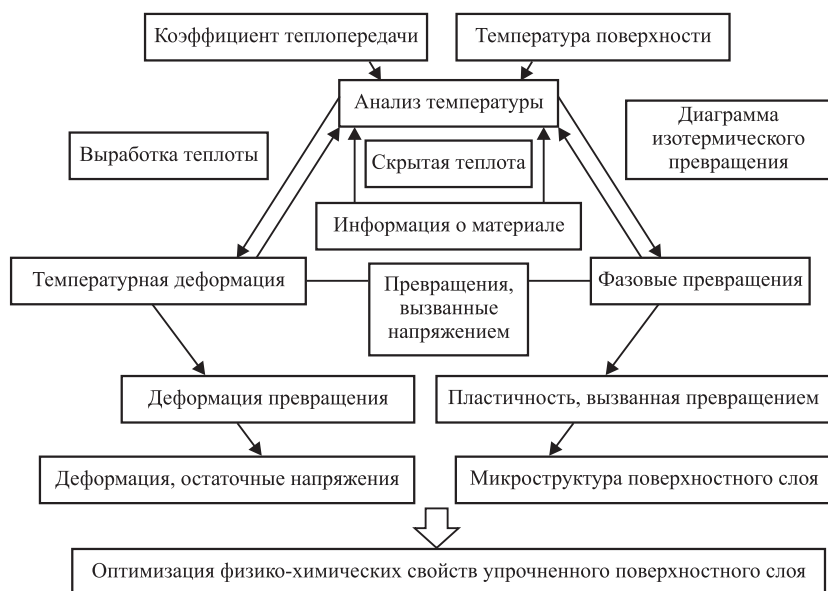 Коэффициент теплопередачи
Температура поверхности
Анализ температуры
Выработка теплоты
Скрытая теплота
Диаграмма
изотермического
превращения
Информация о материале
Температурная деформация
Превращения,
вызванные
напряжением
Фазовые превращения
Деформация превращения
Пластичность, вызванная превращением
Деформация, остаточные напряжения
Микроструктура поверхностного слоя
Оптимизация физико-химических свойств упрочненного поверхностного слоя